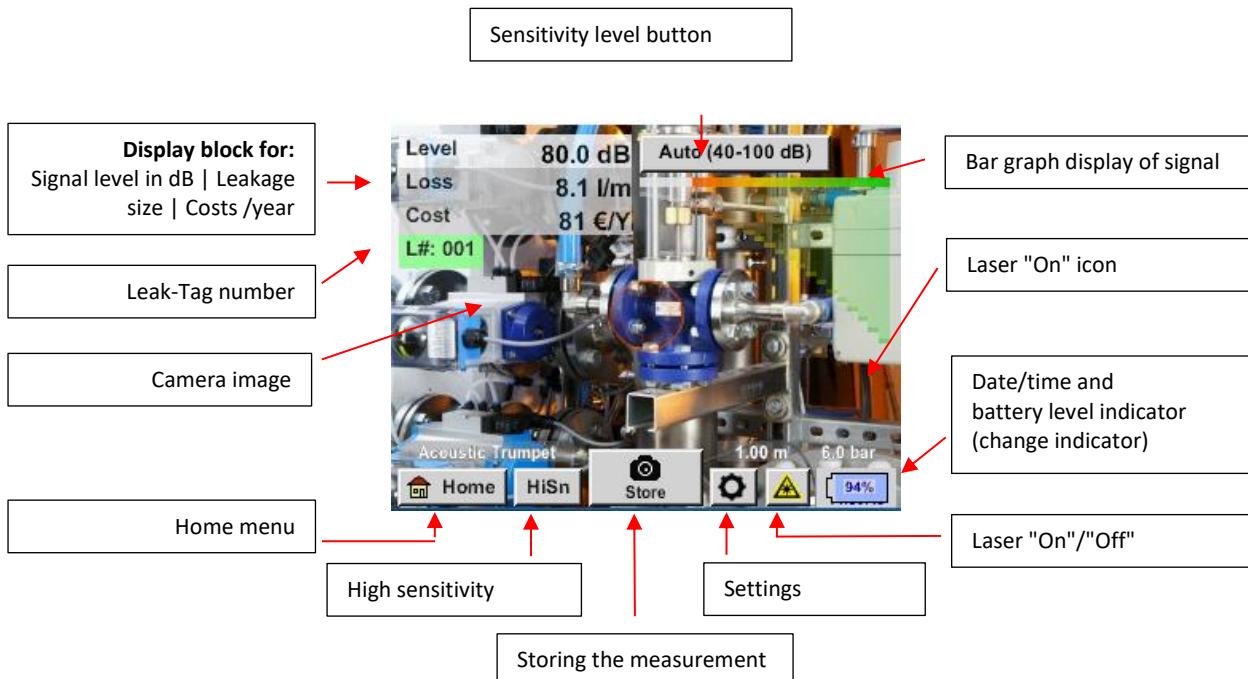 Sensitivity level button
Display block for:
Signal level in dB | Leakage
size | Costs /year
Leak-Tag number
Camera image
Home menu
Level 80.0 dB
Loss 8.1 l/m
Cost 81 €/Y
L#: 001
Auto (40-100 dB)
Acoustic Trumpet 1.00 m 6.0 bar
Home
HiSn
Store
94%
Bar graph display of signal
Laser "On" icon
Date/time and
battery level indicator
(change indicator)
Laser "On"/"Off"
High sensitivity
Settings
Storing the measurement